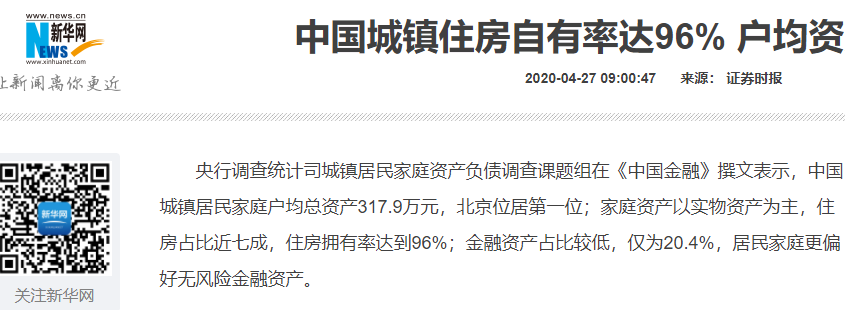 www.news.cn
新华网
NEWS
www.xinhuanet.com
让新闻离你更近
中国城镇住房自有率达96% 户均资
2020-04-27 09:00:47 来源： 证券时报
央行调查统计司城镇居民家庭资产负债调查课题组在《中国金融》撰文表示，中国
城镇居民家庭户均总资产317.9万元，北京位居第一位；家庭资产以实物资产为主，住
房占比近七成，住房拥有率达到96%；金融资产占比较低，仅为20.4%，居民家庭更偏
好无风险金融资产。
新华网
关注新华网